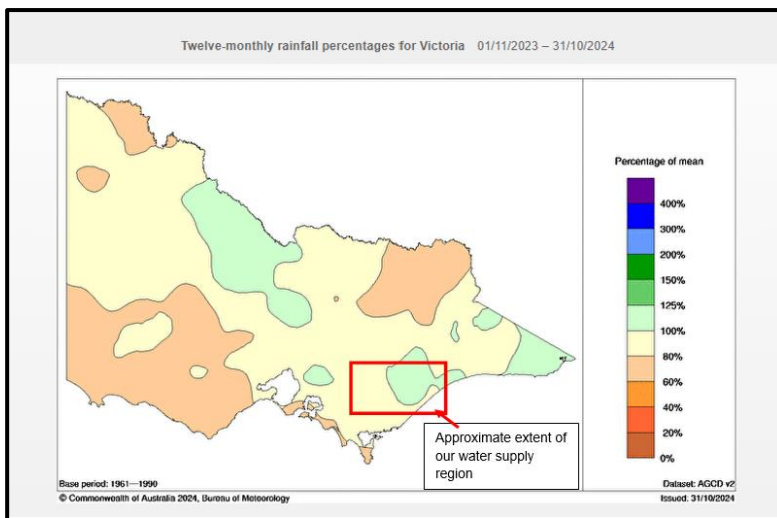 Twelve-monthly rainfall percentages for Victoria 01/11/2023 – 31/10/2024
Percentage of mean
400%
300%
200%
150%
125%
100%
80%
60%
40%
20%
0%
Approximate extent of
our water supply
region
Base period: 1961—1990
Dataset: AGCD v2
© Commonwealth of Australia 2024, Bureau of Meteorology
Issued: 31/10/2024